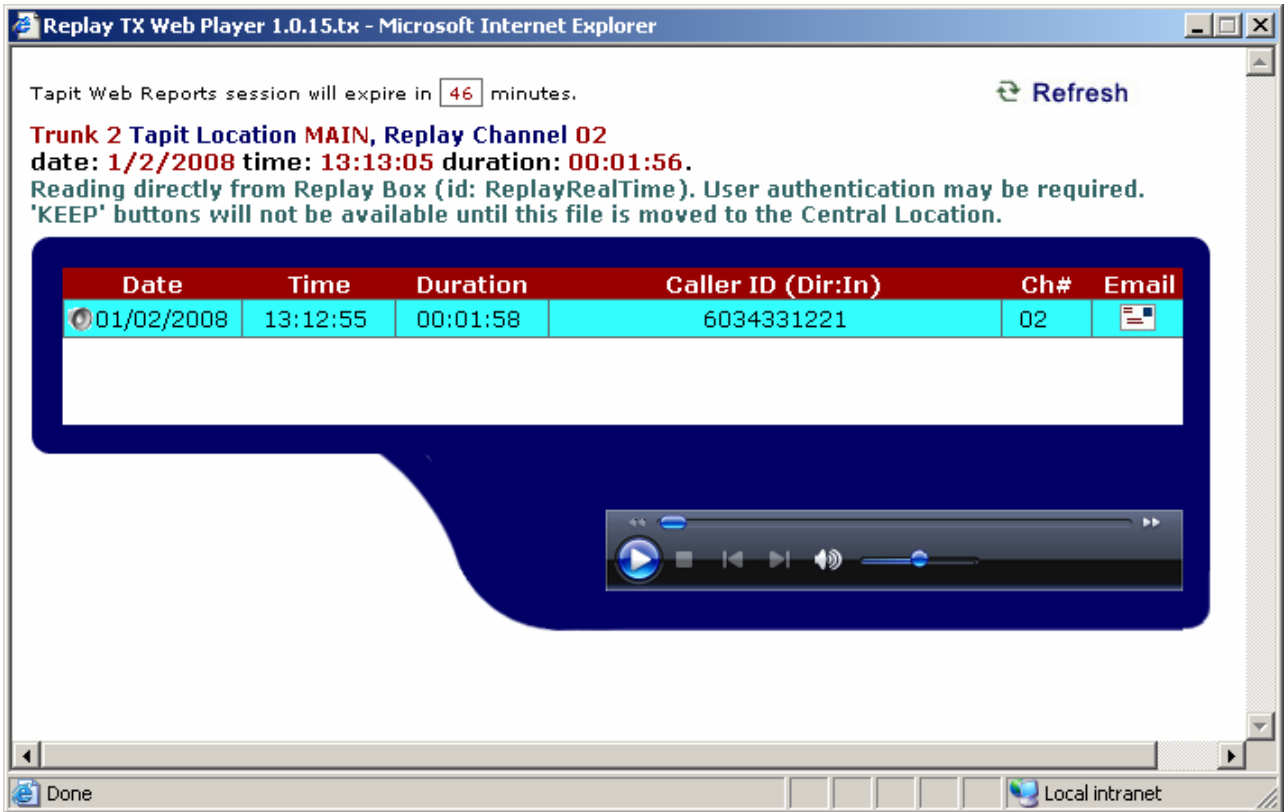 Replay TX Web Player 1.0.15.tx - Microsoft Internet Explorer
Tapit Web Reports session will expire in 46 minutes.
Refresh
Trunk 2 Tapit Location MAIN, Replay Channel 02
date: 1/2/2008 time: 13:13:05 duration: 00:01:56.
Reading directly from Replay Box (id: ReplayRealTime). User authentication may be required.
'KEEP' buttons will not be available until this file is moved to the Central Location.
Date Time Duration Caller ID (Dir:In) Ch# Email
01/02/2008 13:12:55 00:01:58 6034331221 02
Done Local intranet